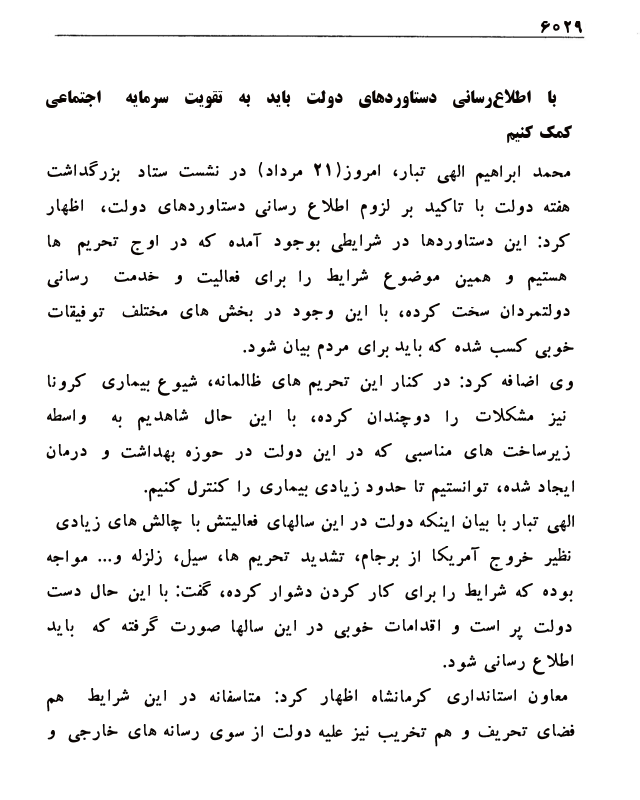 ۶۰۲۹
با اطلاع‌رسانی دستاوردهای دولت باید به تقویت سرمایه اجتماعی
کمک کنیم
محمد ابراهیم الهی تبار، امروز(۲۱ مرداد) در نشست ستاد بزرگداشت
هفته دولت با تاکید بر لزوم اطلاع رسانی دستاوردهای دولت، اظهار
کرد: این دستاوردها در شرایطی بوجود آمده که در اوج تحریم ها
هستیم و همین موضوع شرایط را برای فعالیت و خدمت رسانی
دولتمردان سخت کرده، با این وجود در بخش های مختلف توفیقات
خوبی کسب شده که باید برای مردم بیان شود.
وی اضافه کرد: در کنار این تحریم های ظالمانه، شیوع بیماری کرونا
نیز مشکلات را دوچندان کرده، با این حال شاهدیم به واسطه
زیرساخت های مناسبی که در این دولت در حوزه بهداشت و درمان
ایجاد شده، توانستیم تا حدود زیادی بیماری را کنترل کنیم.
الهی تبار با بیان اینکه دولت در این سالهای فعالیتش با چالش های زیادی
نظیر خروج آمریکا از برجام، تشدید تحریم ها، سیل، زلزله و... مواجه
بوده که شرایط را برای کار کردن دشوار کرده، گفت: با این حال دست
دولت پر است و اقدامات خوبی در این سالها صورت گرفته که باید
اطلاع رسانی شود.
معاون استانداری کرمانشاه اظهار کرد: متاسفانه در این شرایط هم
فضای تحریف و هم تخریب نیز علیه دولت از سوی رسانه های خارجی و